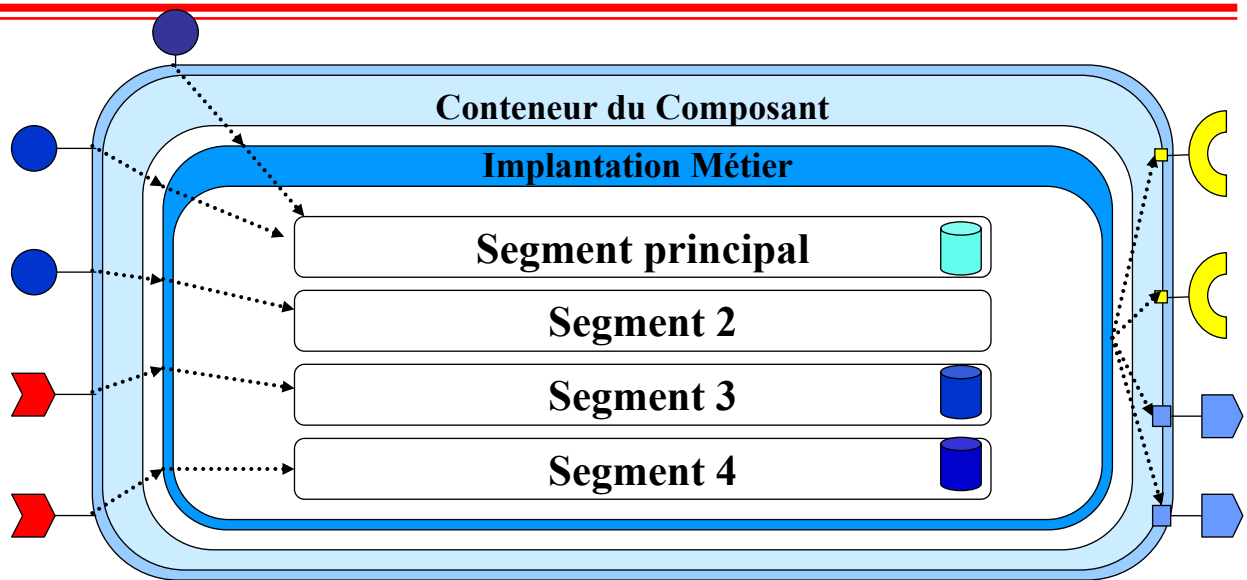 Conteneur du Composant
Implantation Métier
Segment principal
Segment 2
Segment 3
Segment 4